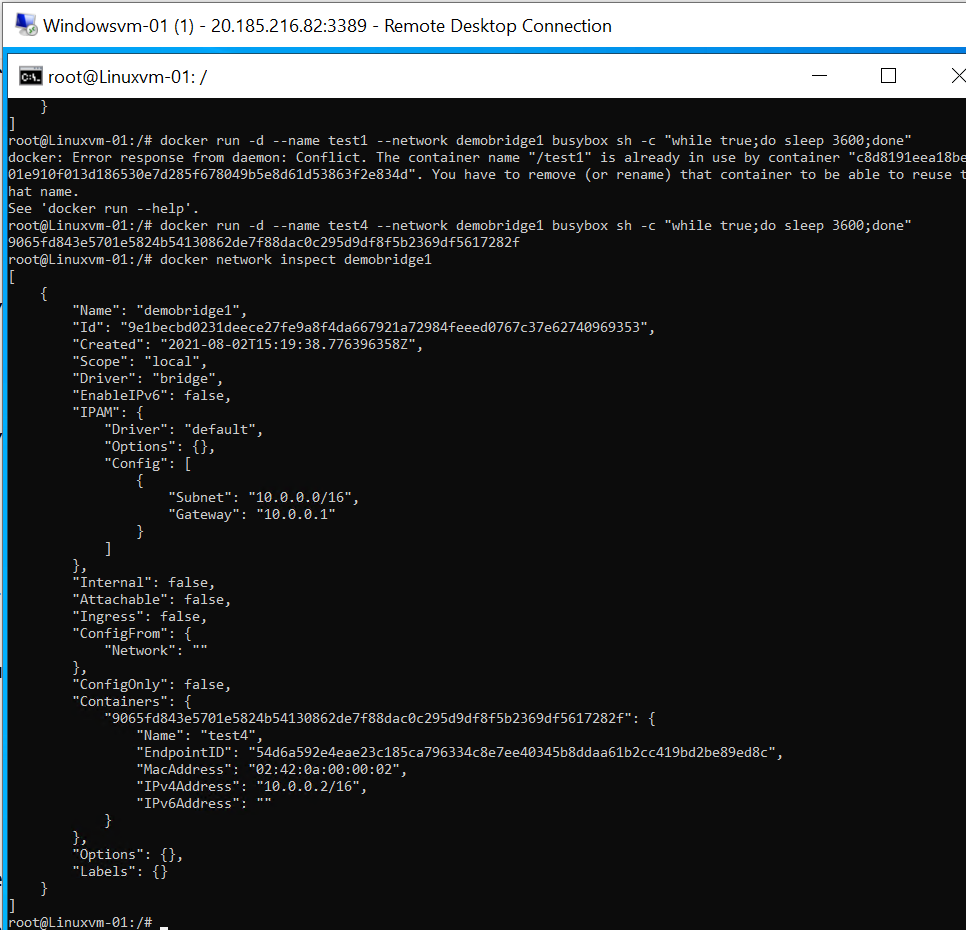 Windowsvm-01 (1) - 20.185.216.82:3389 - Remote Desktop Connection
root@Linuxvm-01: /
    }
]
root@Linuxvm-01:/# docker run -d --name test1 --network demobridge1 busybox sh -c "while true;do sleep 3600;done"
docker: Error response from daemon: Conflict. The container name "/test1" is already in use by container "c8d8191eea18be
01e910f013d186530e7d285f678049b5e8d61d53863f2e834d". You have to remove (or rename) that container to be able to reuse t
hat name.
See 'docker run --help'.
root@Linuxvm-01:/# docker run -d --name test4 --network demobridge1 busybox sh -c "while true;do sleep 3600;done"
9065fd843e5701e5824b54130862de7f88dac0c295d9df8f5b2369df5617282f
root@Linuxvm-01:/# docker network inspect demobridge1
[
    {
        "Name": "demobridge1",
        "Id": "9e1becbd0231deece27fe9a8f4da667921a72984feeed0767c37e62740969353",
        "Created": "2021-08-02T15:19:38.776396358Z",
        "Scope": "local",
        "Driver": "bridge",
        "EnableIPv6": false,
        "IPAM": {
            "Driver": "default",
            "Options": {},
            "Config": [
                {
                    "Subnet": "10.0.0.0/16",
                    "Gateway": "10.0.0.1"
                }
            ]
        },
        "Internal": false,
        "Attachable": false,
        "Ingress": false,
        "ConfigFrom": {
            "Network": ""
        },
        "ConfigOnly": false,
        "Containers": {
            "9065fd843e5701e5824b54130862de7f88dac0c295d9df8f5b2369df5617282f": {
                "Name": "test4",
                "EndpointID": "54d6a592e4eae23c185ca796334c8e7ee40345b8ddaa61b2cc419bd2be89ed8c",
                "MacAddress": "02:42:0a:00:00:02",
                "IPv4Address": "10.0.0.2/16",
                "IPv6Address": ""
            }
        },
        "Options": {},
        "Labels": {}
    }
]
root@Linuxvm-01:/#